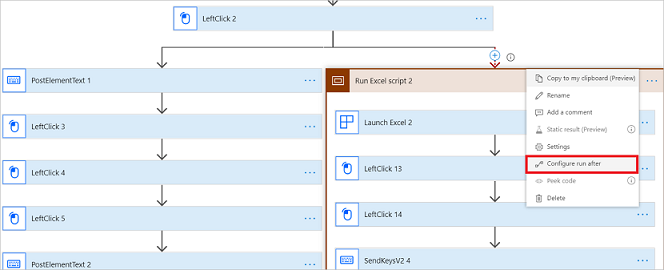 LeftClick 2
PostElementText 1
LeftClick 3
LeftClick 4
LeftClick 5
PostElementText 2
Run Excel script 2
Launch Excel 2
LeftClick 13
LeftClick 14
SendKeysV2 4
Copy to my clipboard (Preview)
Rename
Add a comment
Static result (Preview)
Settings
Configure run after
Peek code
Delete